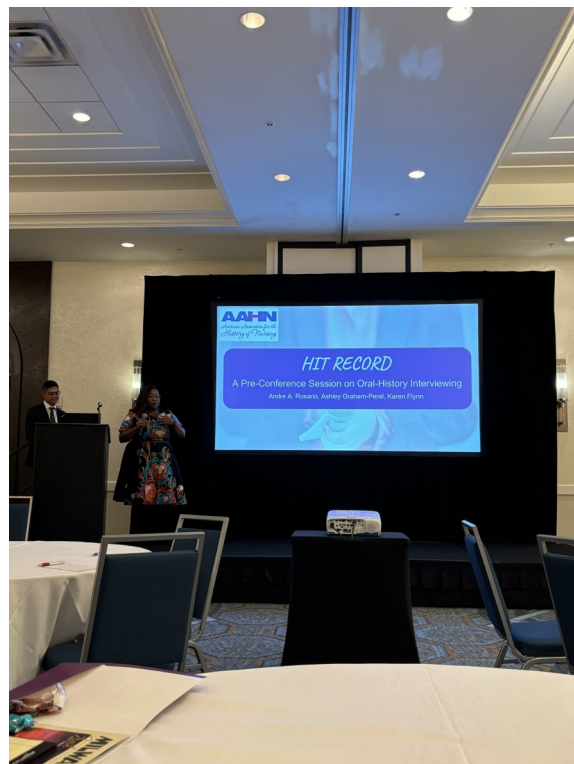 AAHN
American Association for the
History of Nursing
HIT RECORD
A Pre-Conference Session on Oral-History Interviewing
Andre A. Rosario, Ashley Graham-Perel, Karen Flynn